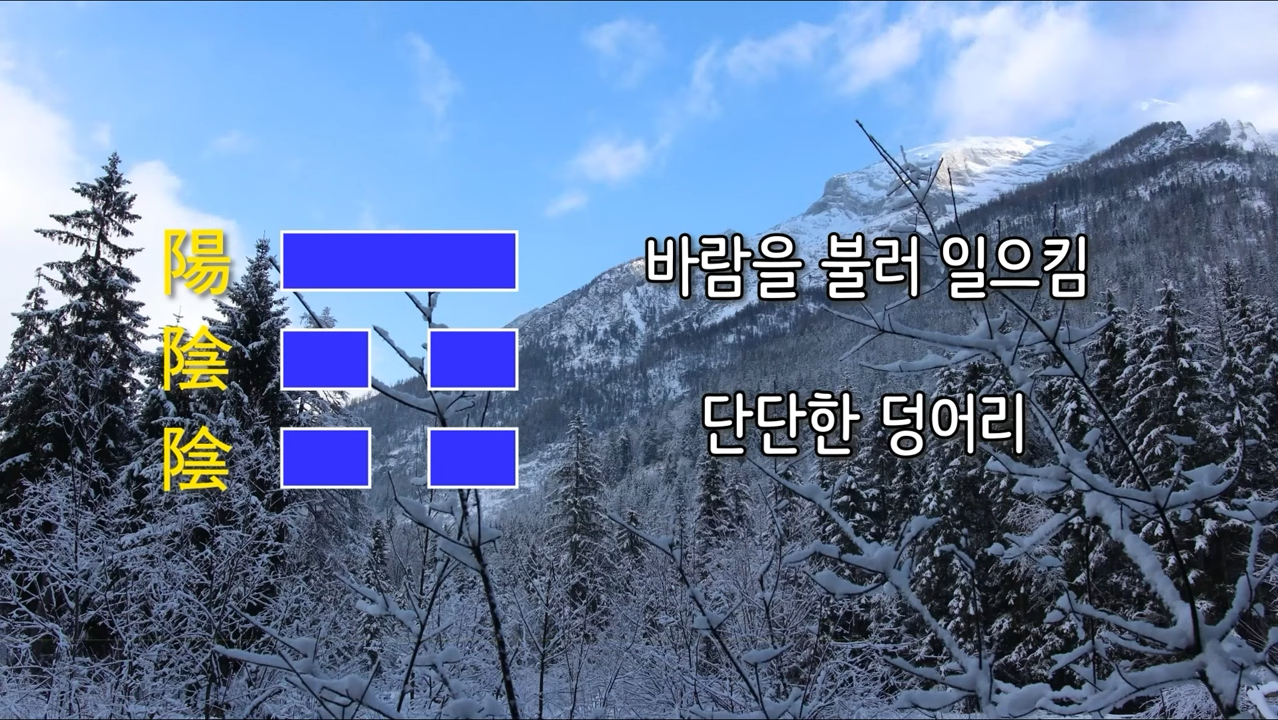 陽 바람을 불러 일으킴
陰
陰 단단한 덩어리